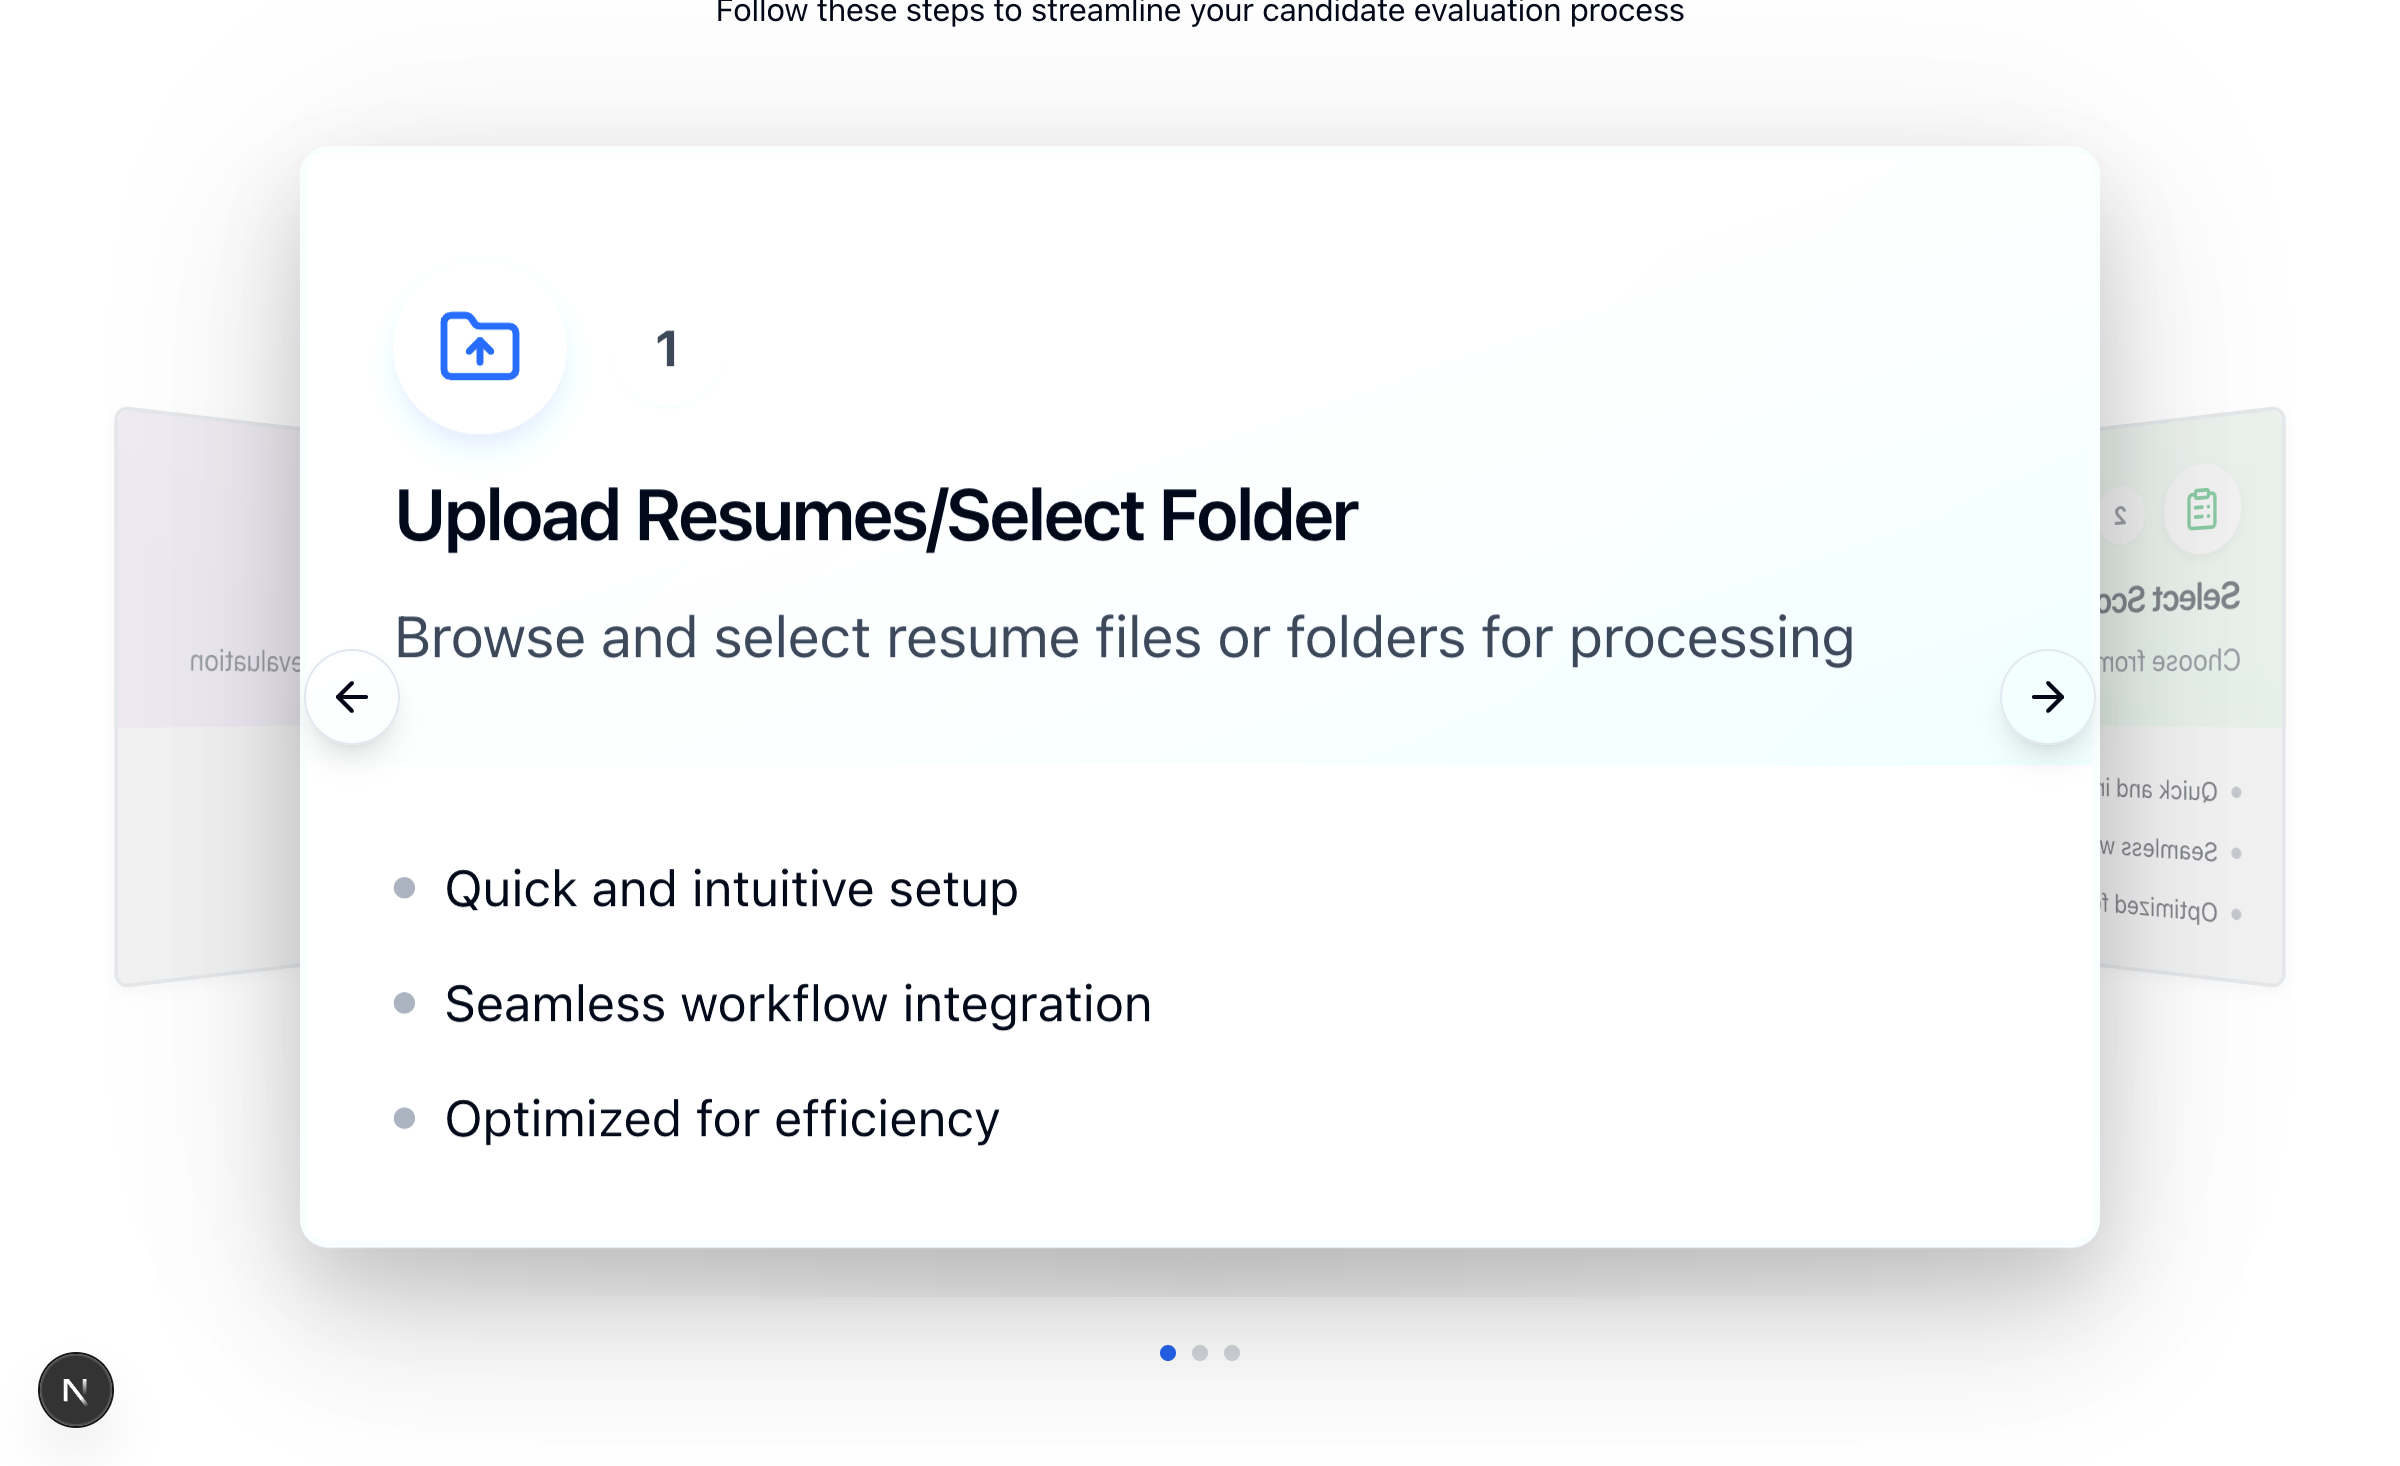 Follow these steps to streamline your candidate evaluation process
1
Upload Resumes/Select Folder
Browse and select resume files or folders for processing
Quick and intuitive setup
Seamless workflow integration
Optimized for efficiency
evaluation
2
Select
Choose from
Quick and
Seamless
Optimized
N